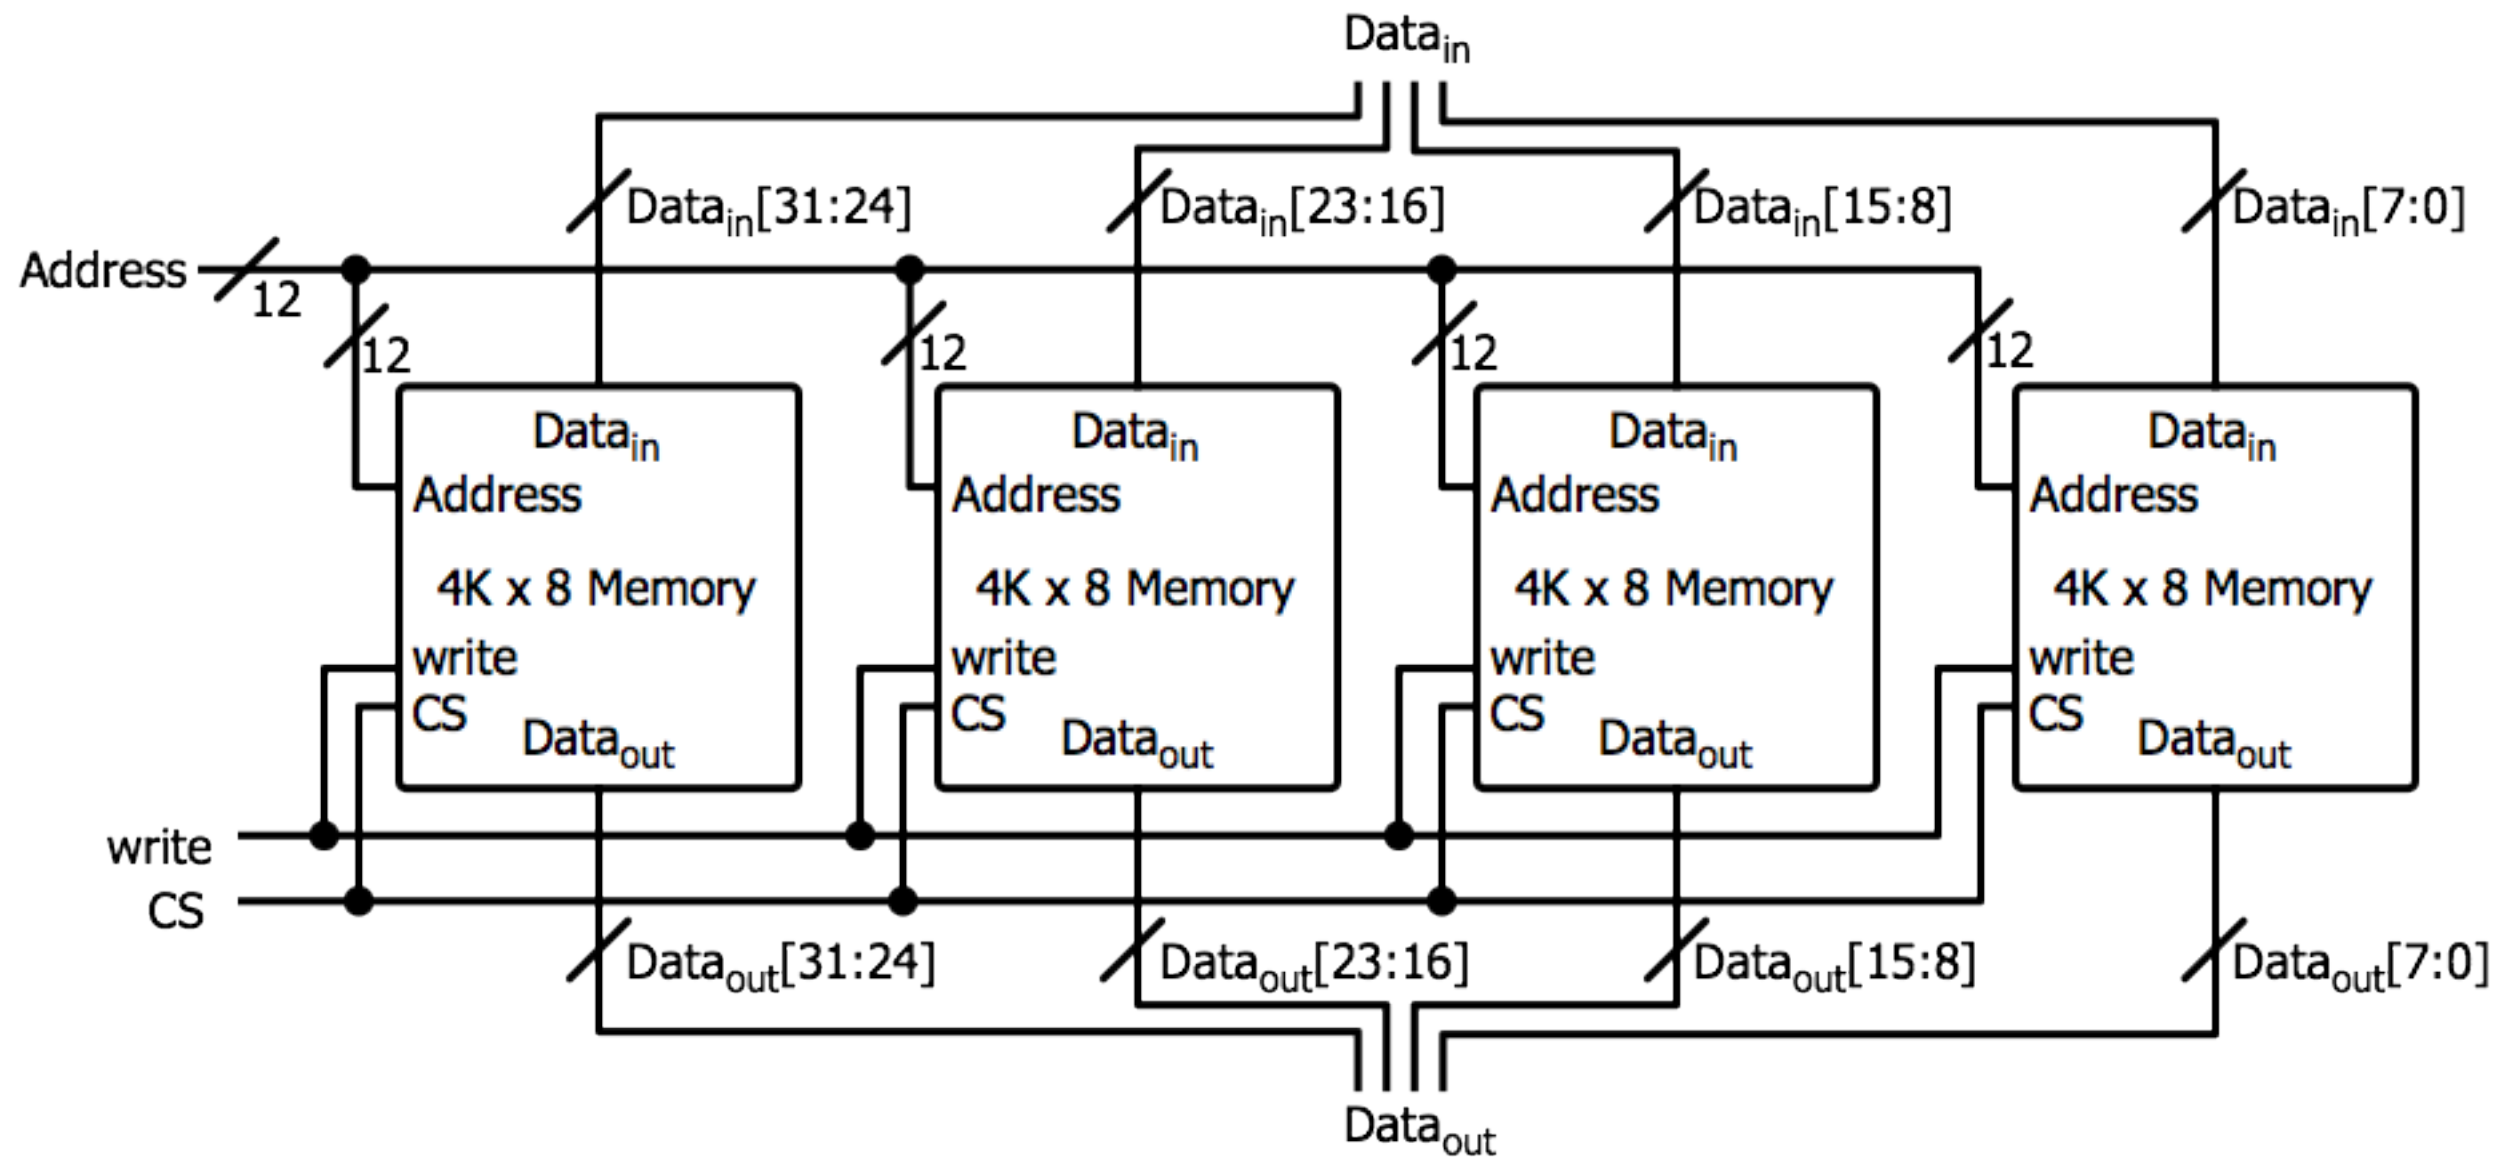 Data_in
Data_in[31:24] Data_in[23:16] Data_in[15:8] Data_in[7:0]
Address 12
12 12 12 12
Data_in Data_in Data_in Data_in
Address Address Address Address
4K x 8 Memory 4K x 8 Memory 4K x 8 Memory 4K x 8 Memory
write write write write
CS CS CS CS
Data_out Data_out Data_out Data_out
write
CS
Data_out[31:24] Data_out[23:16] Data_out[15:8] Data_out[7:0]
Data_out